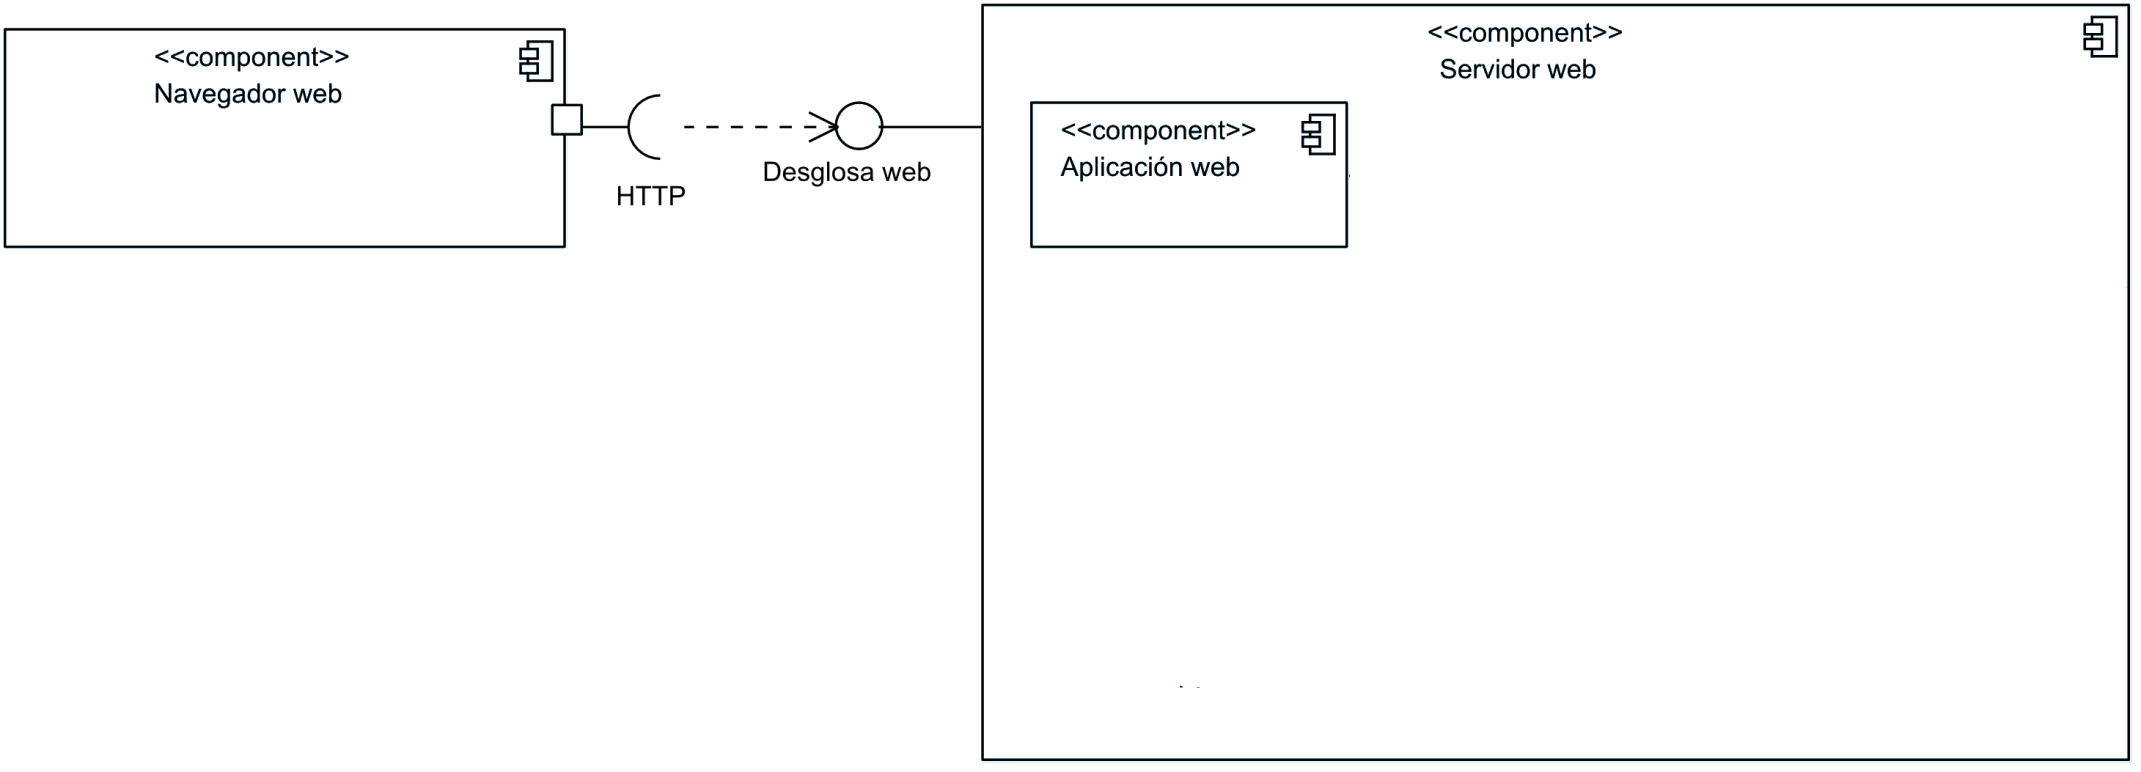 <<component>>
Navegador web
HTTP
Desglosa web
<<component>>
Servidor web
<<component>>
Aplicación web